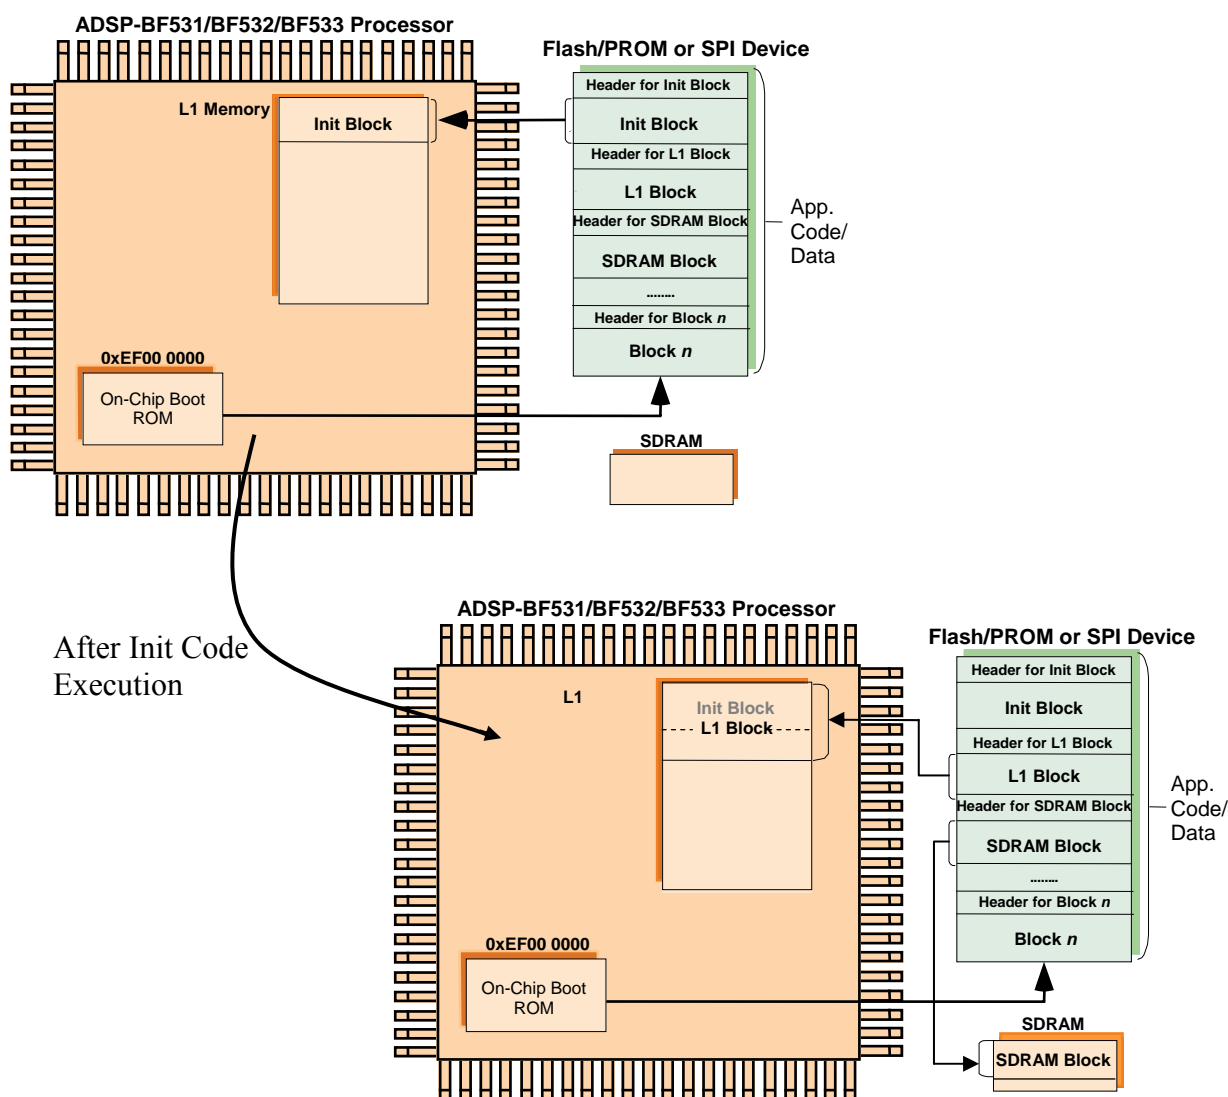 ADSP-BF531/BF532/BF533 Processor
Flash/PROM or SPI Device
L1 Memory
Init Block
Header for Init Block
Init Block
Header for L1 Block
L1 Block
Header for SDRAM Block
SDRAM Block
........
Header for Block n
Block n
App.
Code/
Data
0xEF00 0000
On-Chip Boot
ROM
SDRAM
After Init Code
Execution
ADSP-BF531/BF532/BF533 Processor
Flash/PROM or SPI Device
L1
Init Block
L1 Block
Header for Init Block
Init Block
Header for L1 Block
L1 Block
Header for SDRAM Block
SDRAM Block
........
Header for Block n
Block n
App.
Code/
Data
0xEF00 0000
On-Chip Boot
ROM
SDRAM
SDRAM Block